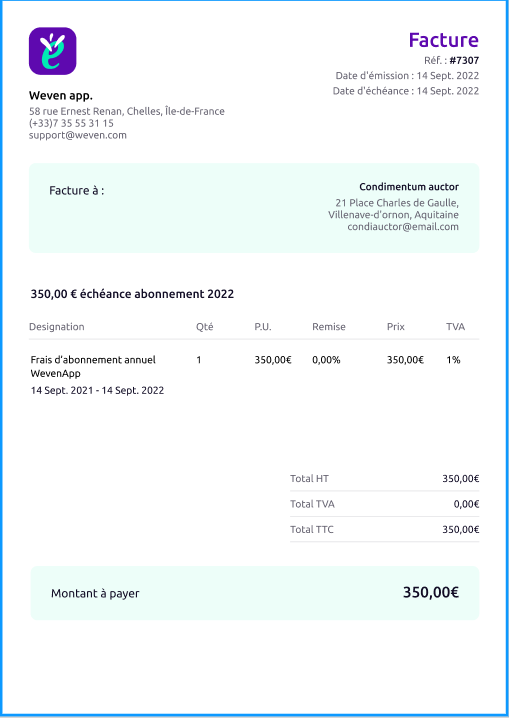 Facture
Réf. : #7307
Date d'émission : 14 Sept. 2022
Date d'échéance : 14 Sept. 2022
Weven app.
58 rue Ernest Renan, Chelles, Île-de-France
(+33)7 35 55 31 15
support@weven.com
Facture à :
Condimentum auctor
21 Place Charles de Gaulle,
Villenave-d'ornon, Aquitaine
condiauctor@email.com
350,00 € échéance abonnement 2022
Designation Qté P.U. Remise Prix TVA
Frais d'abonnement annuel 1 350,00€ 0,00% 350,00€ 1%
WevenApp
14 Sept. 2021 - 14 Sept. 2022
Total HT 350,00€
Total TVA 0,00€
Total TTC 350,00€
Montant à payer 350,00€